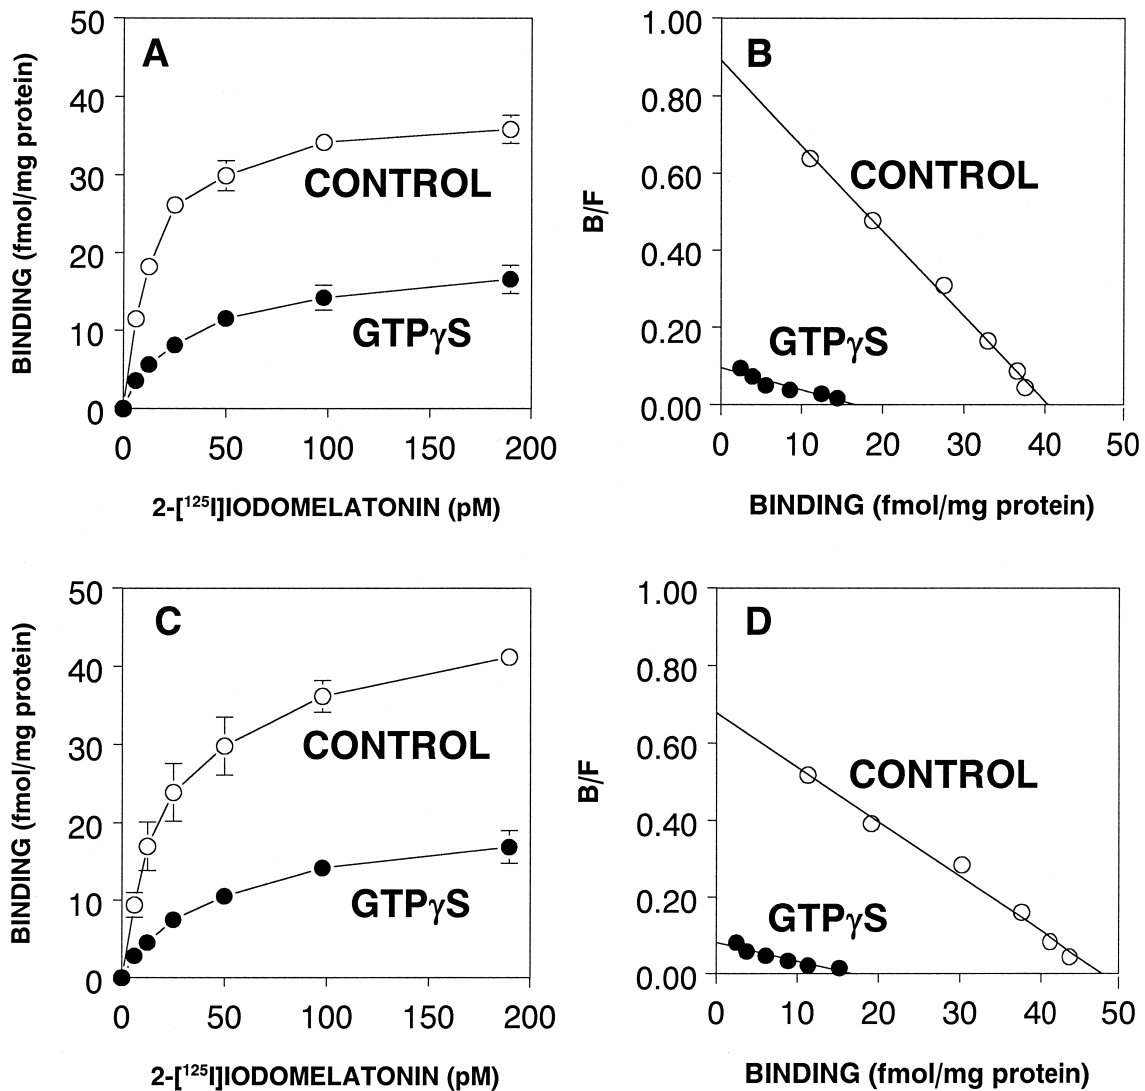 A
BINDING (fmol/mg protein)
50
40
30
20
10
0
CONTROL
GTPγS
0 50 100 150 200
2-[¹²⁵I]IODOMELATONIN (pM)
B
B/F
1.00
0.80
0.60
0.40
0.20
0.00
CONTROL
GTPγS
0 10 20 30 40 50
BINDING (fmol/mg protein)
C
BINDING (fmol/mg protein)
50
40
30
20
10
0
CONTROL
GTPγS
0 50 100 150 200
2-[¹²⁵I]IODOMELATONIN (pM)
D
B/F
1.00
0.80
0.60
0.40
0.20
0.00
CONTROL
GTPγS
0 10 20 30 40 50
BINDING (fmol/mg protein)